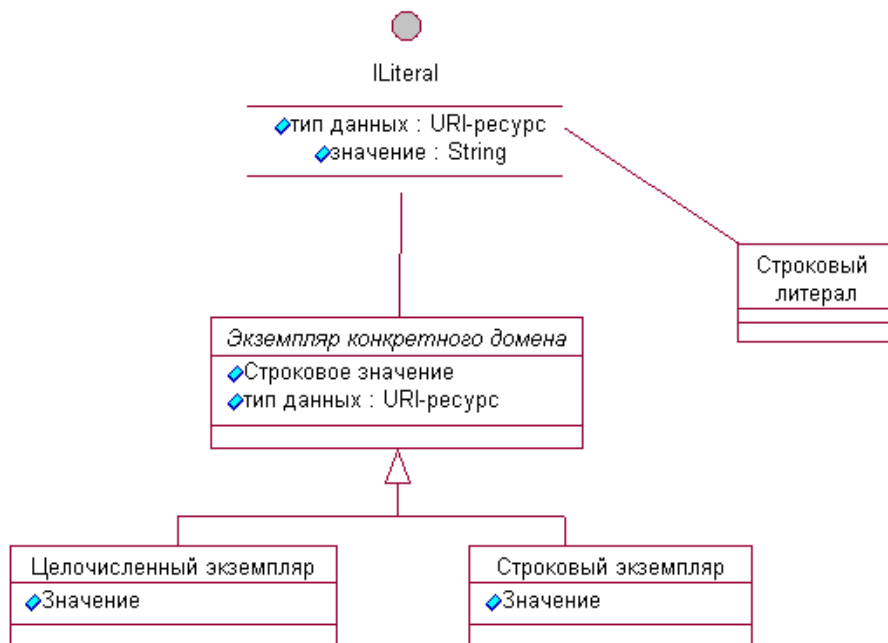 ILiteral
тип данных : URI-ресурс
значение : String
Строковый
литерал
Экземпляр конкретного домена
Строковое значение
тип данных : URI-ресурс
Целочисленный экземпляр
Значение
Строковый экземпляр
Значение